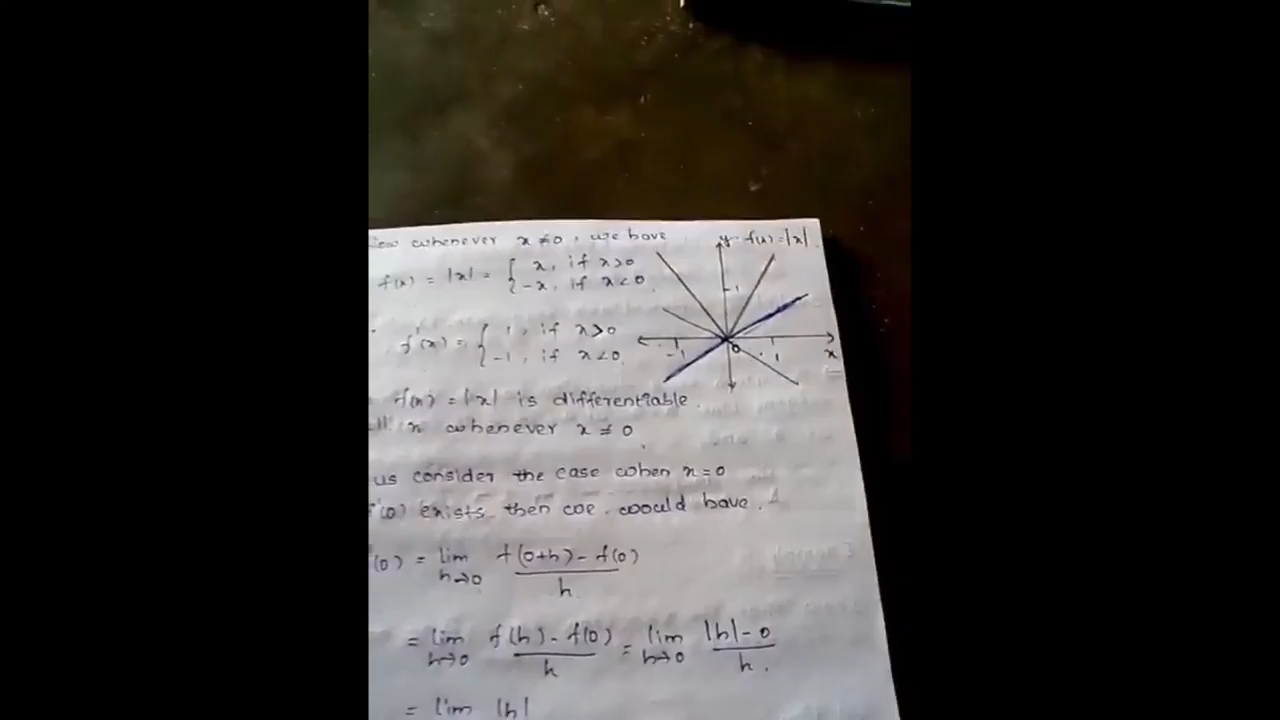 whenever x ≠ 0, we have
f(x) = |x| = { x, if x>0
-x, if x<0
f'(x) = { 1, if x>0
-1, if x<0
f(x) = |x| is differentiable
x whenever x ≠ 0
us consider the case when x=0
f'(0) exists then we would have
(0) = lim h→0 f(0+h) - f(0) / h
= lim h→0 f(h) - f(0) / h = lim h→0 |h| - 0 / h
= lim |h|
y = f(x) = |x|
1
-1 0 1
x